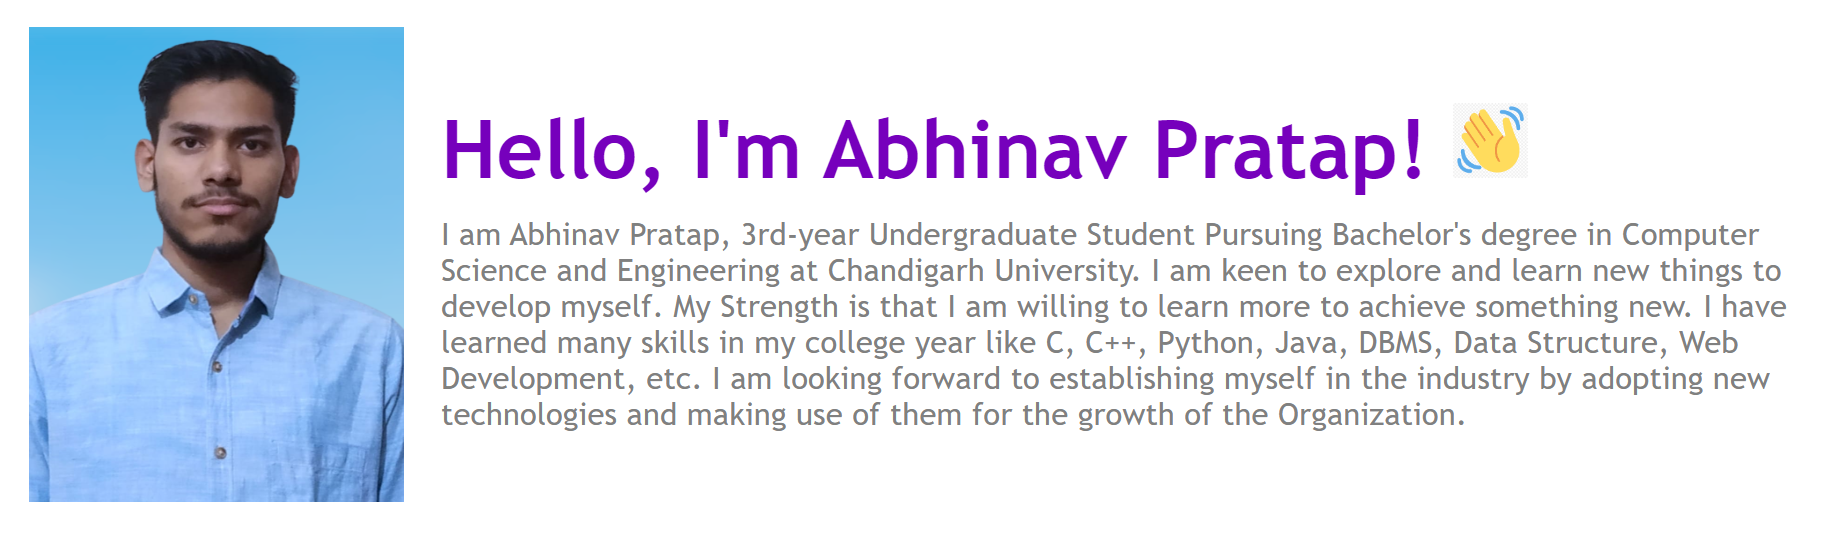 Hello, I'm Abhinav Pratap!
I am Abhinav Pratap, 3rd-year Undergraduate Student Pursuing Bachelor's degree in Computer
Science and Engineering at Chandigarh University. I am keen to explore and learn new things to
develop myself. My Strength is that I am willing to learn more to achieve something new. I have
learned many skills in my college year like C, C++, Python, Java, DBMS, Data Structure, Web
Development, etc. I am looking forward to establishing myself in the industry by adopting new
technologies and making use of them for the growth of the Organization.